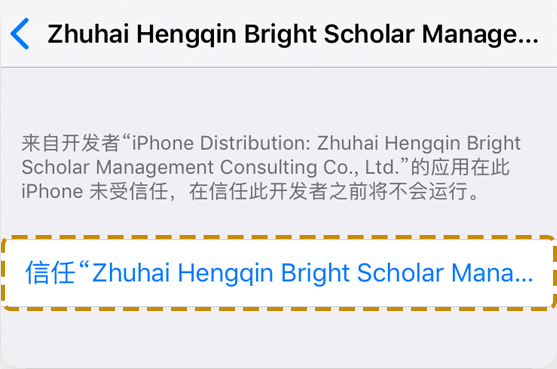 Zhuhai Hengqin Bright Scholar Manage...
来自开发者“iPhone Distribution: Zhuhai Hengqin Bright
Scholar Management Consulting Co., Ltd.”的应用在此
iPhone 未受信任，在信任此开发者之前将不会运行。
信任“Zhuhai Hengqin Bright Scholar Mana...